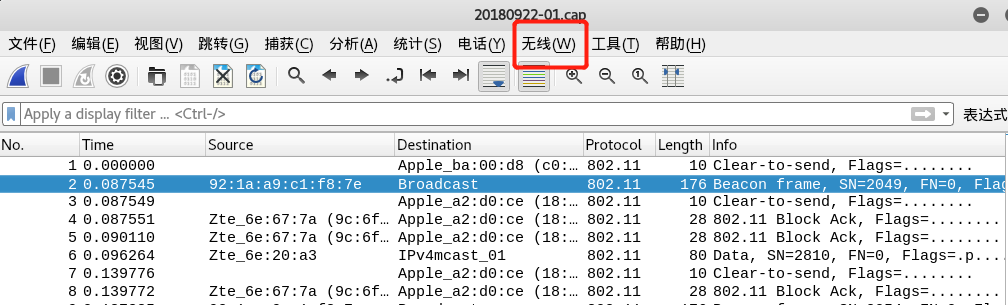 20180922-01.cap
文件(F) 编辑(E) 视图(V) 跳转(G) 捕获(C) 分析(A) 统计(S) 电话(Y) 无线(W) 工具(T) 帮助(H)
Apply a display filter ... <Ctrl-/> 表达式
No. Time Source Destination Protocol Length Info
1 0.000000 Apple_ba:00:d8 (c0:… 802.11 10 Clear-to-send, Flags=........
2 0.087545 92:1a:a9:c1:f8:7e Broadcast 802.11 176 Beacon frame, SN=2049, FN=0, Flag
3 0.087549 Apple_a2:d0:ce (18:… 802.11 10 Clear-to-send, Flags=........
4 0.087551 Zte_6e:67:7a (9c:6f… Apple_a2:d0:ce (18:… 802.11 28 802.11 Block Ack, Flags=........
5 0.090110 Zte_6e:67:7a (9c:6f… Apple_a2:d0:ce (18:… 802.11 28 802.11 Block Ack, Flags=........
6 0.096264 Zte_6e:20:a3 IPv4mcast_01 802.11 80 Data, SN=2810, FN=0, Flags=.p....
7 0.139776 Apple_a2:d0:ce (18:… 802.11 10 Clear-to-send, Flags=........
8 0.139772 Zte_6e:67:7a (9c:6f… Apple_a2:d0:ce (18:… 802.11 28 802.11 Block Ack, Flags=........